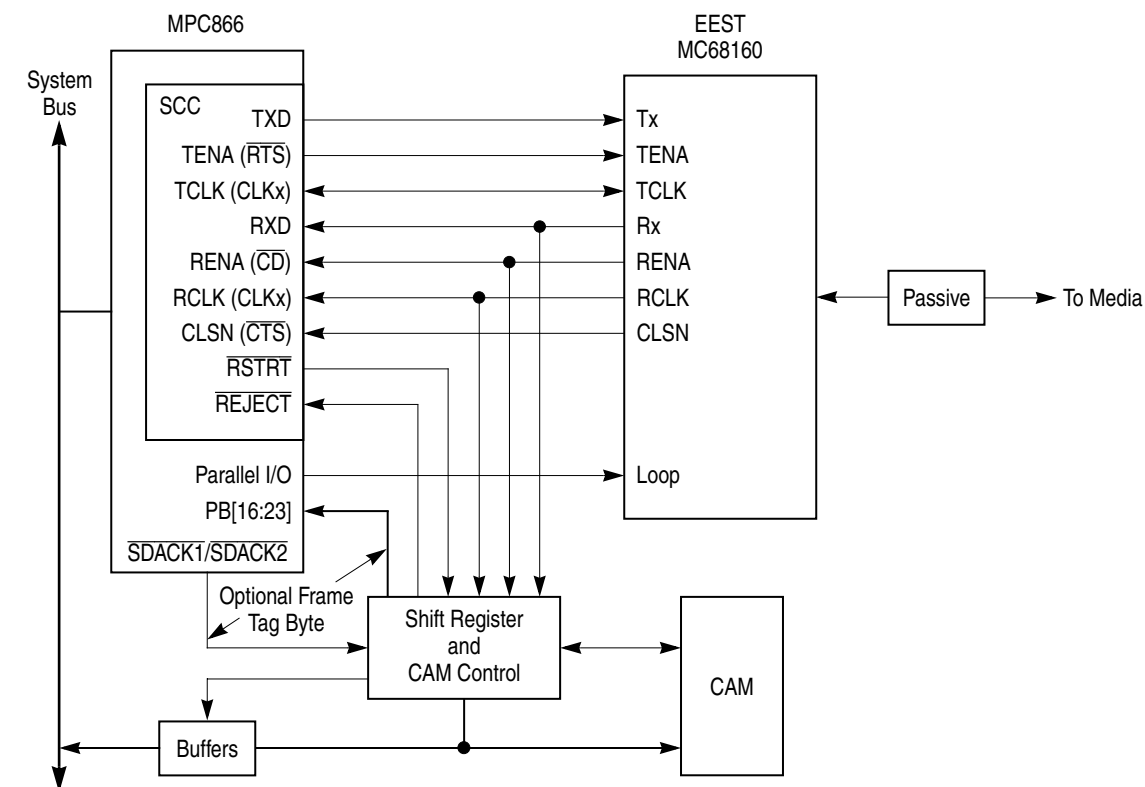 MPC866
EEST
MC68160
System
Bus
SCC
TXD
Tx
TENA (RTS)
TENA
TCLK (CLKx)
TCLK
RXD
Rx
RENA (CD)
RENA
RCLK (CLKx)
RCLK
Passive
To Media
CLSN (CTS)
CLSN
RSTRT
REJECT
Parallel I/O
Loop
PB[16:23]
SDACK1/SDACK2
Optional Frame
Tag Byte
Shift Register
and
CAM Control
CAM
Buffers